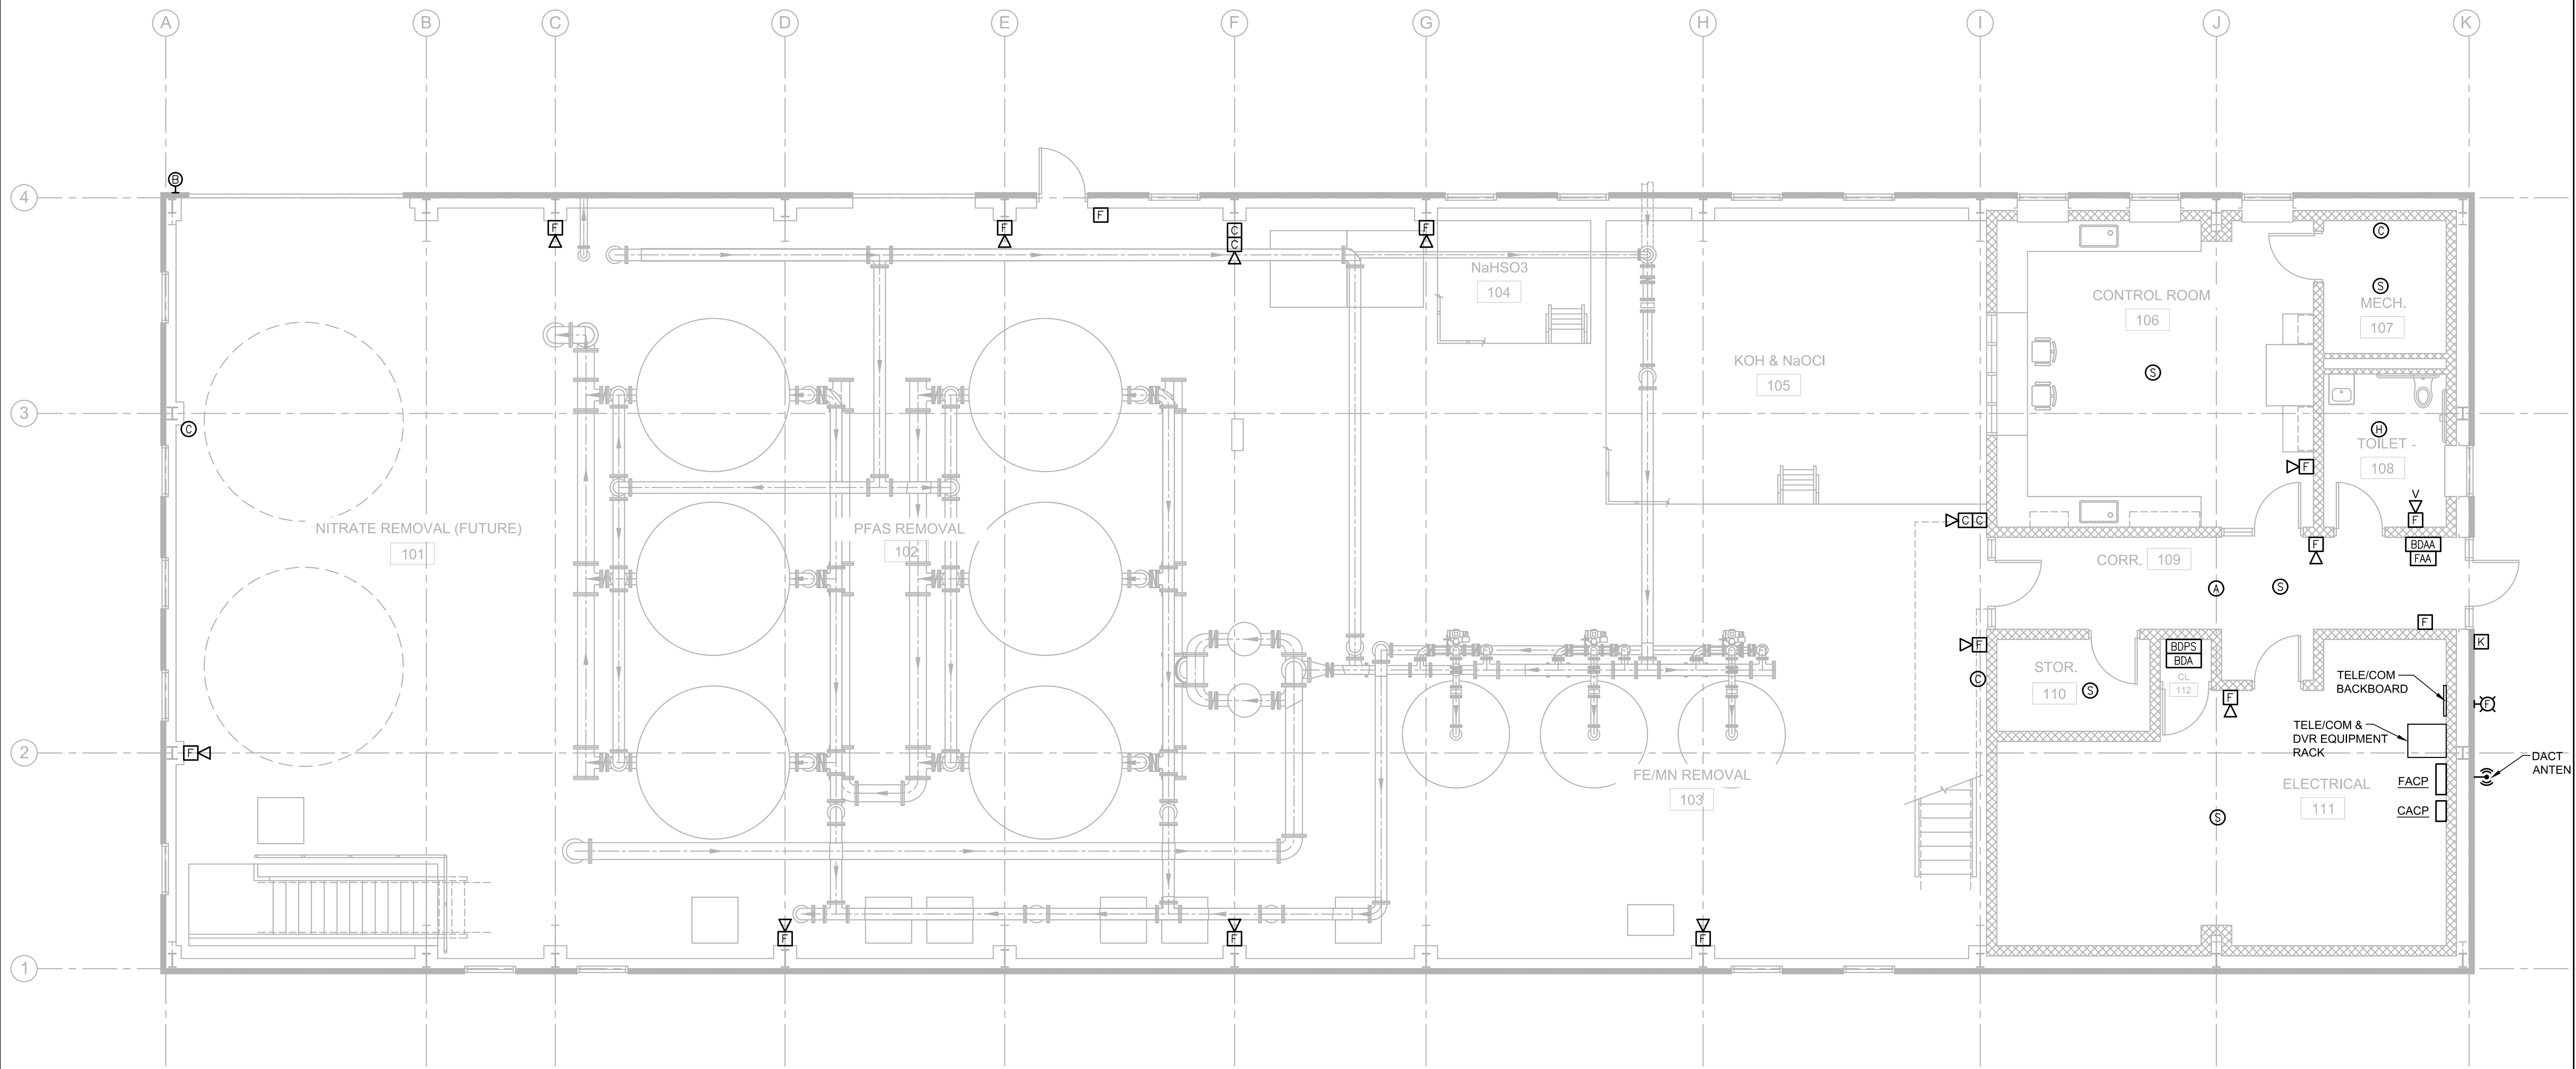 A B C D E F G H I J K
B
4
F
F
F
C
C
F
C
NaHSO3
104
S
CONTROL ROOM
106
MECH.
107
KOH & NaOCl
105
S
3
C
H
TOILET -
108
F
V
F
NITRATE REMOVAL (FUTURE)
101
PFAS REMOVAL
102
C C
F
BDAA
FAA
CORR. 109
A
S
F
F
K
BDPS
BDA
STOR.
110
CL
112
C
S
F
TELE/COM
BACKBOARD
F
TELE/COM &
DVR EQUIPMENT
RACK
2
F
DACT
ANTEN
FE/MN REMOVAL
103
ELECTRICAL
111
FACP
CACP
S
F
F
F
1